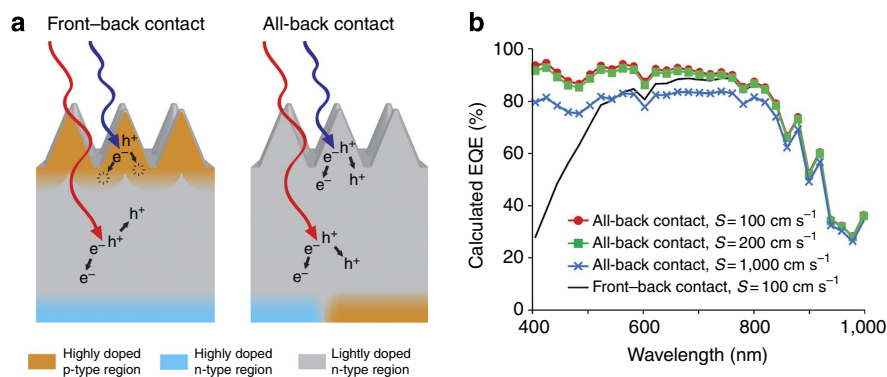 a
Front–back contact
All-back contact
h⁺
e⁻
h⁺
e⁻ h⁺
e⁻
e⁻h⁺
e⁻
h⁺
e⁻ h⁺
e⁻
h⁺
Highly doped
p-type region
Highly doped
n-type region
Lightly doped
n-type region
b
Calculated EQE (%)
100
80
60
40
20
0
400
600
800
1,000
Wavelength (nm)
All-back contact, S = 100 cm s⁻¹
All-back contact, S = 200 cm s⁻¹
All-back contact, S = 1,000 cm s⁻¹
Front–back contact, S = 100 cm s⁻¹